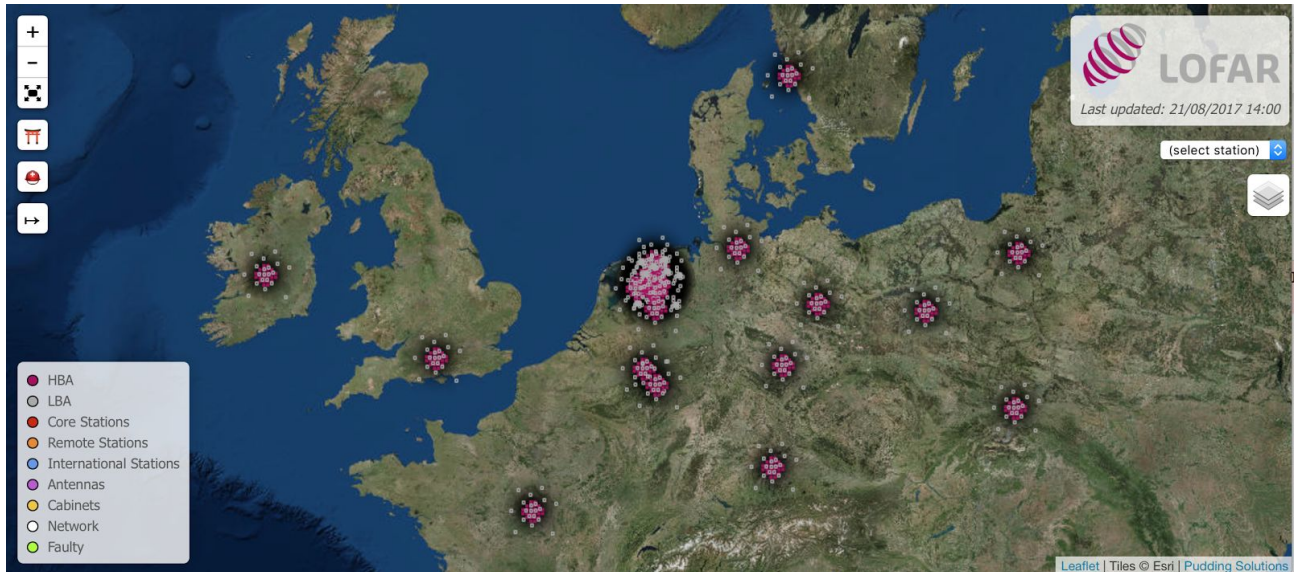 +
−
LOFAR
Last updated: 21/08/2017 14:00
(select station)
HBA
LBA
Core Stations
Remote Stations
International Stations
Antennas
Cabinets
Network
Faulty
Leaflet | Tiles © Esri | Pudding Solutions